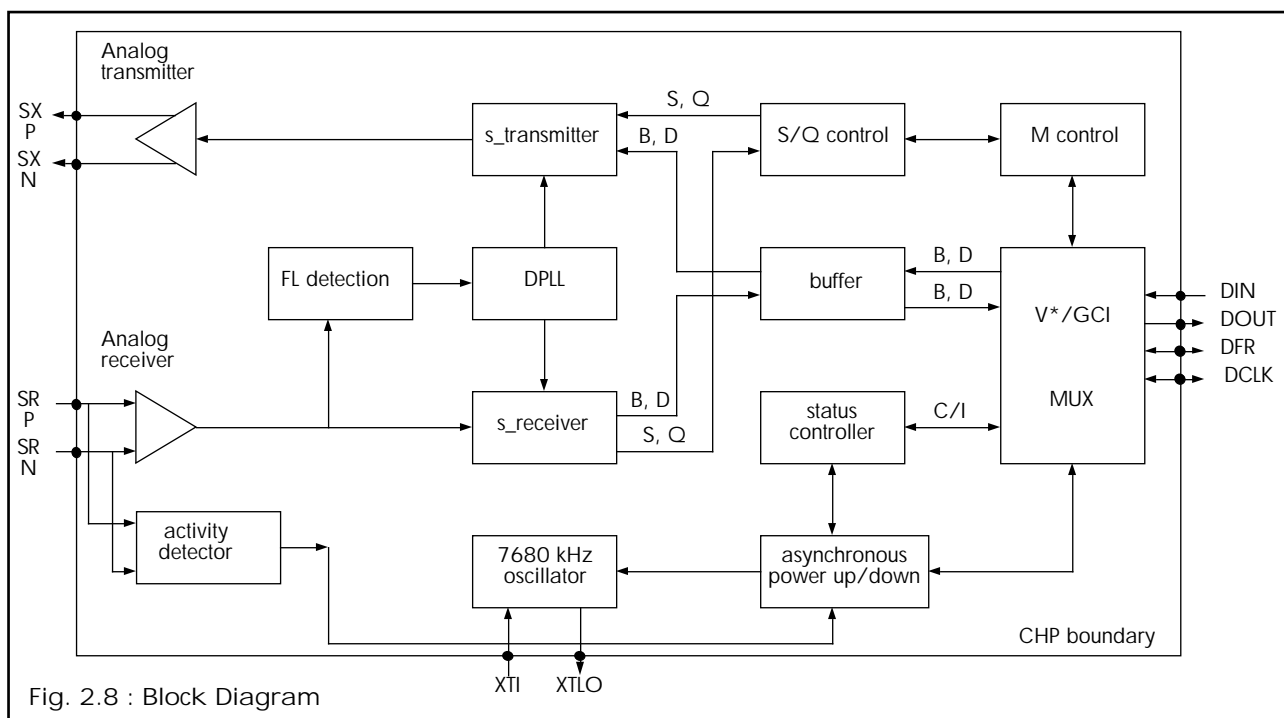 Analog
transmitter
SX
P
SX
N
s_transmitter
S, Q
B, D
S/Q control
M control
FL detection
DPLL
buffer
B, D
B, D
V*/GCI
MUX
DIN
DOUT
DFR
DCLK
Analog
receiver
SR
P
SR
N
s_receiver
B, D
S, Q
status
controller
C/I
activity
detector
7680 kHz
oscillator
asynchronous
power up/down
CHP boundary
XTI
XTLO
Fig. 2.8 : Block Diagram